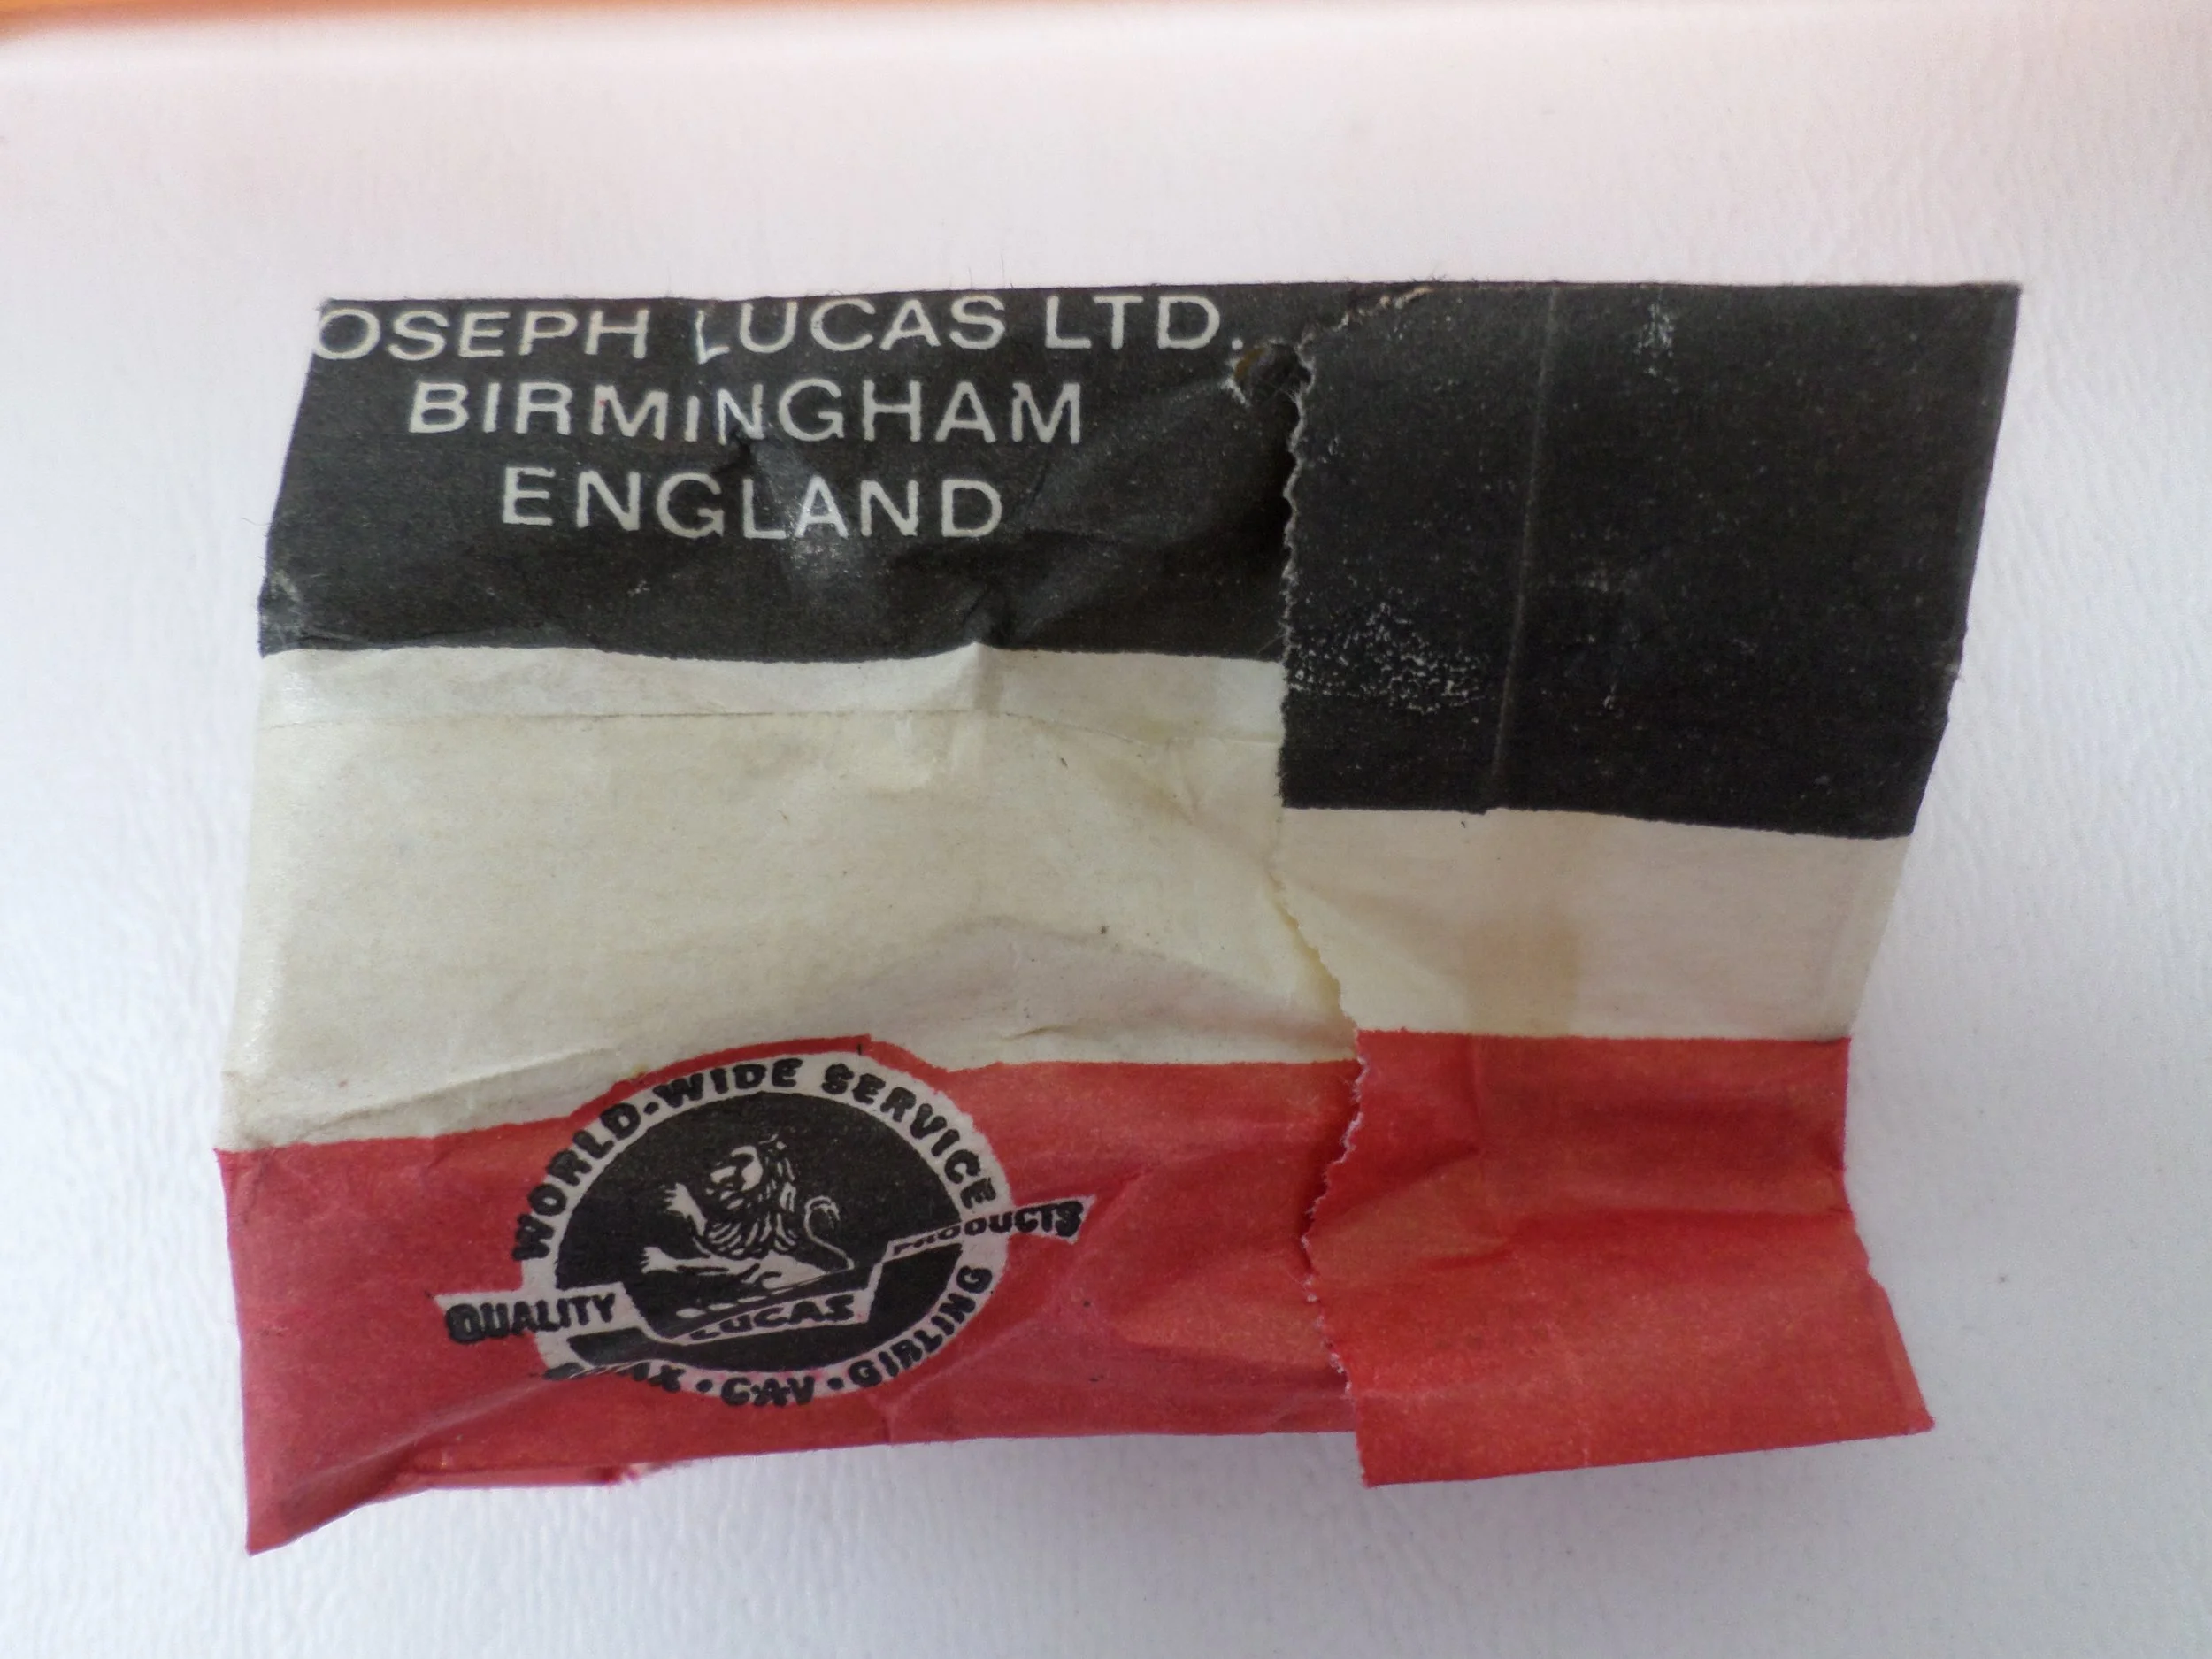 OSEPH LUCAS LTD.
BIRMINGHAM
ENGLAND
WORLD-WIDE SERVICE
QUALITY
LUCAS
PRODUCTS
CAV · GIRLING